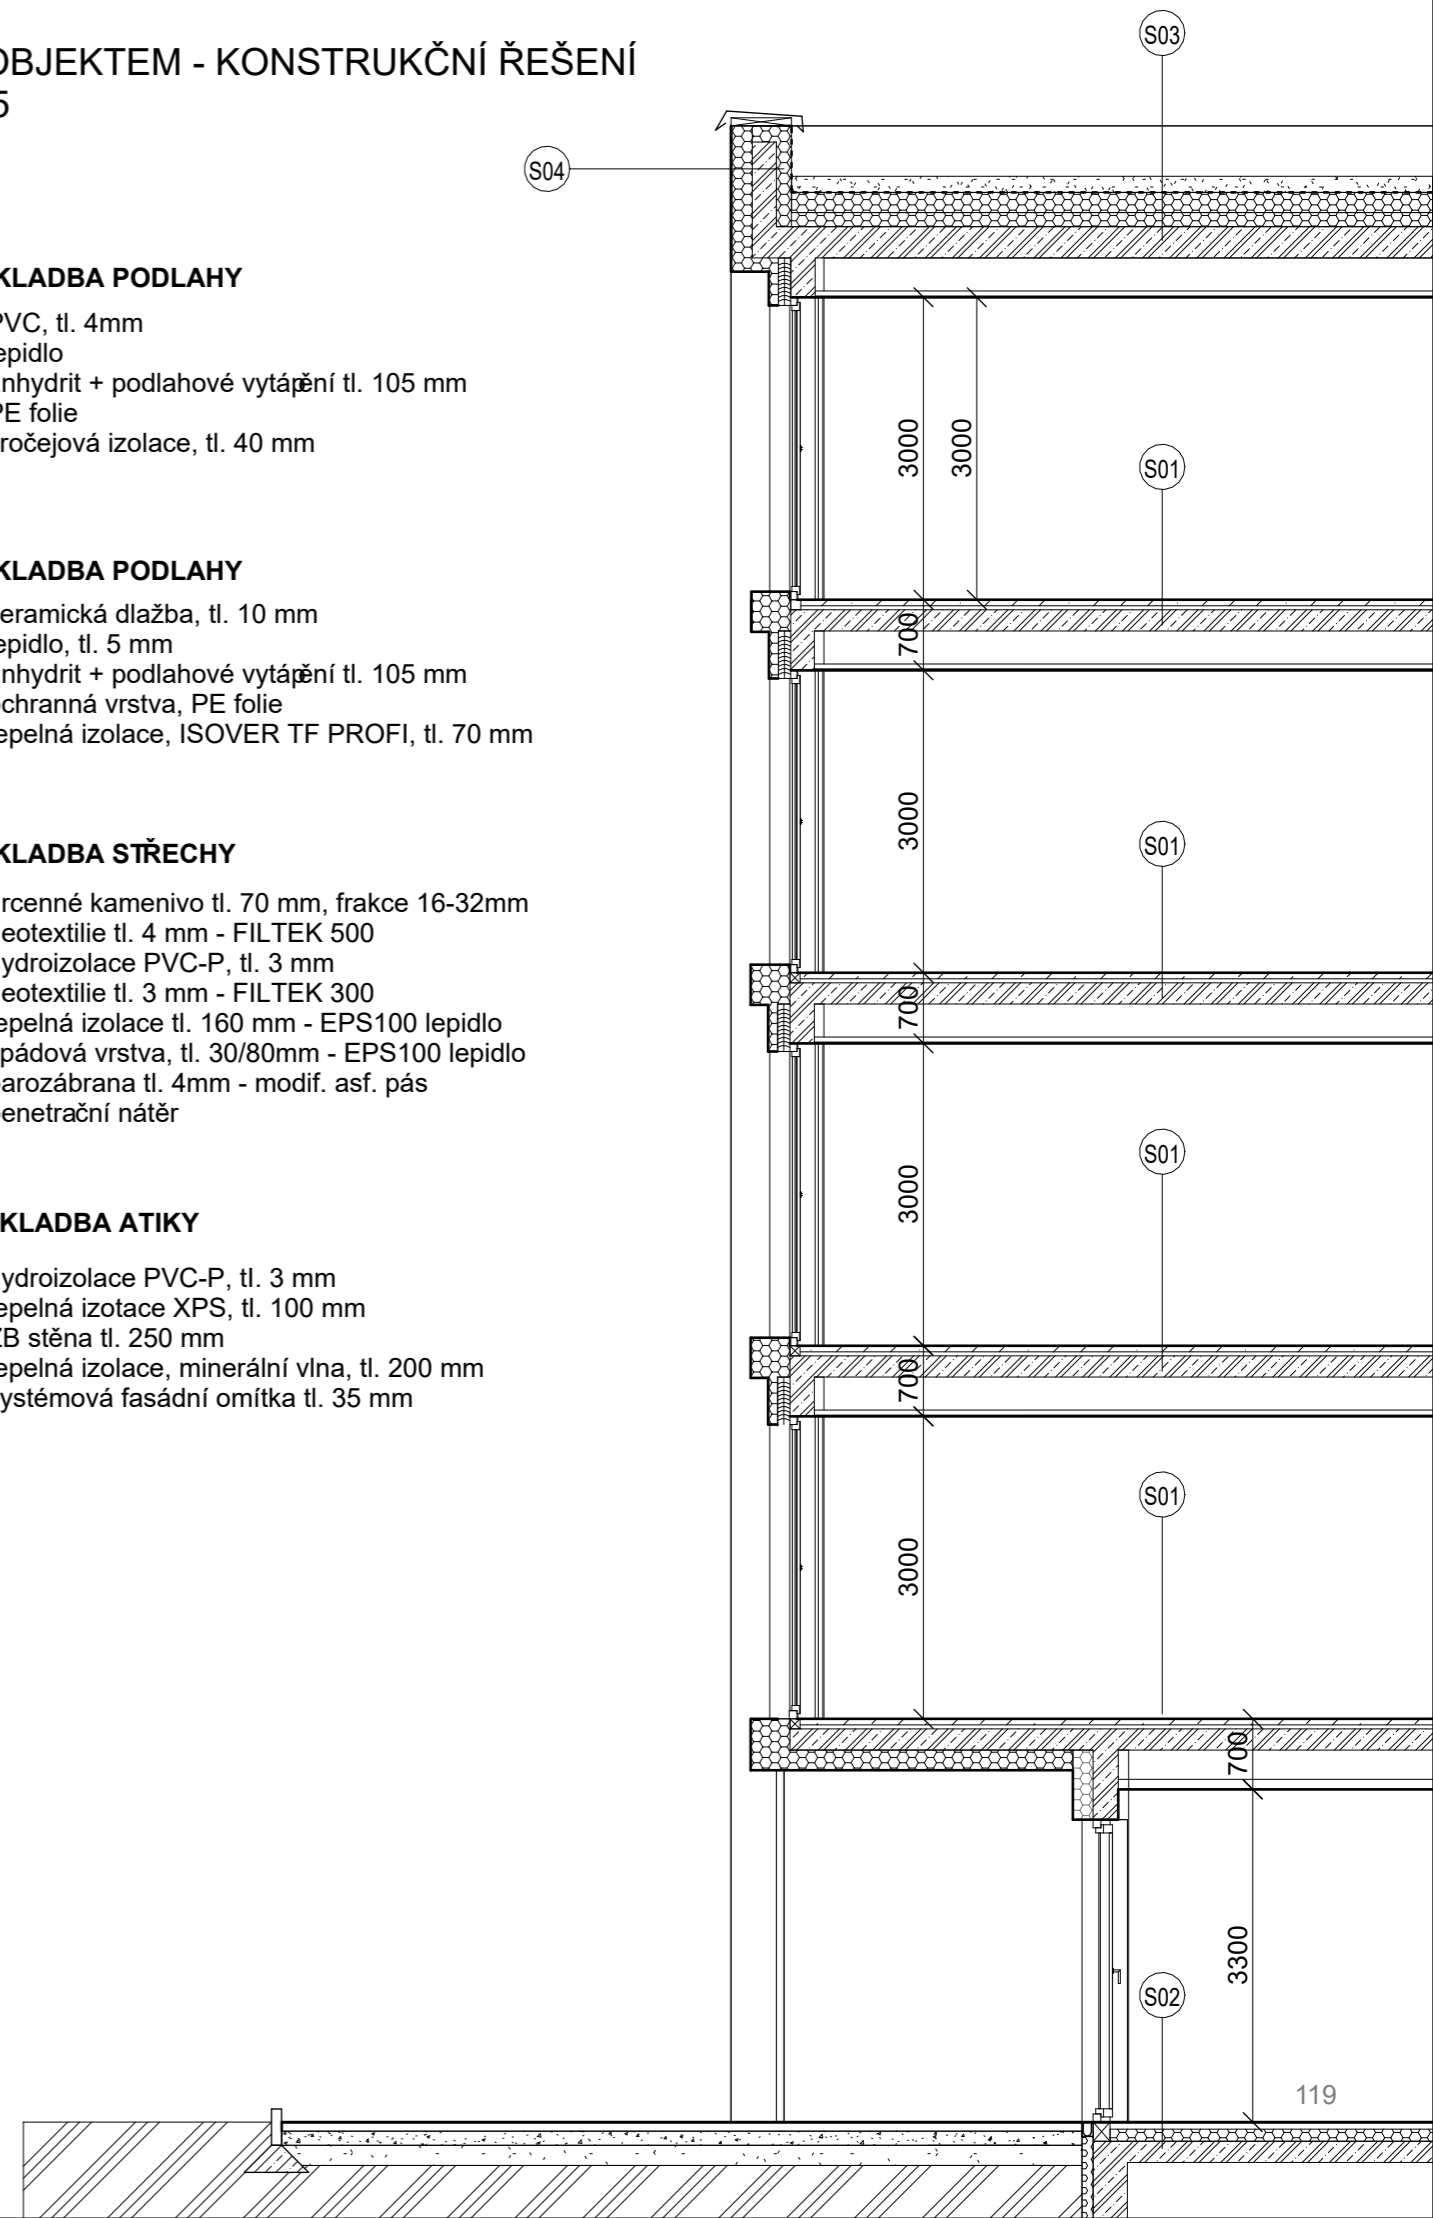 OBJEKTEM - KONSTRUKČNÍ ŘEŠENÍ
5
KLADBA PODLAHY
PVC, tl. 4mm
epidlo
nhydrit + podlahové vytápění tl. 105 mm
PE folie
ročejová izolace, tl. 40 mm
KLADBA PODLAHY
eramická dlažba, tl. 10 mm
epidlo, tl. 5 mm
nhydrit + podlahové vytápění tl. 105 mm
chranná vrstva, PE folie
epelná izolace, ISOVER TF PROFI, tl. 70 mm
KLADBA STŘECHY
rcenné kamenivo tl. 70 mm, frakce 16-32mm
eotextilie tl. 4 mm - FILTEK 500
ydroizolace PVC-P, tl. 3 mm
eotextilie tl. 3 mm - FILTEK 300
epelná izolace tl. 160 mm - EPS100 lepidlo
pádová vrstva, tl. 30/80mm - EPS100 lepidlo
parozábrana tl. 4mm - modif. asf. pás
penetrační nátěr
KLADBA ATIKY
ydroizolace PVC-P, tl. 3 mm
epelná izotace XPS, tl. 100 mm
ŽB stěna tl. 250 mm
epelná izolace, minerální vlna, tl. 200 mm
ystémová fasádní omítka tl. 35 mm
S03
S04
3000
3000
S01
700
3000
S01
700
3000
S01
700
3000
S01
700
3300
S02
119